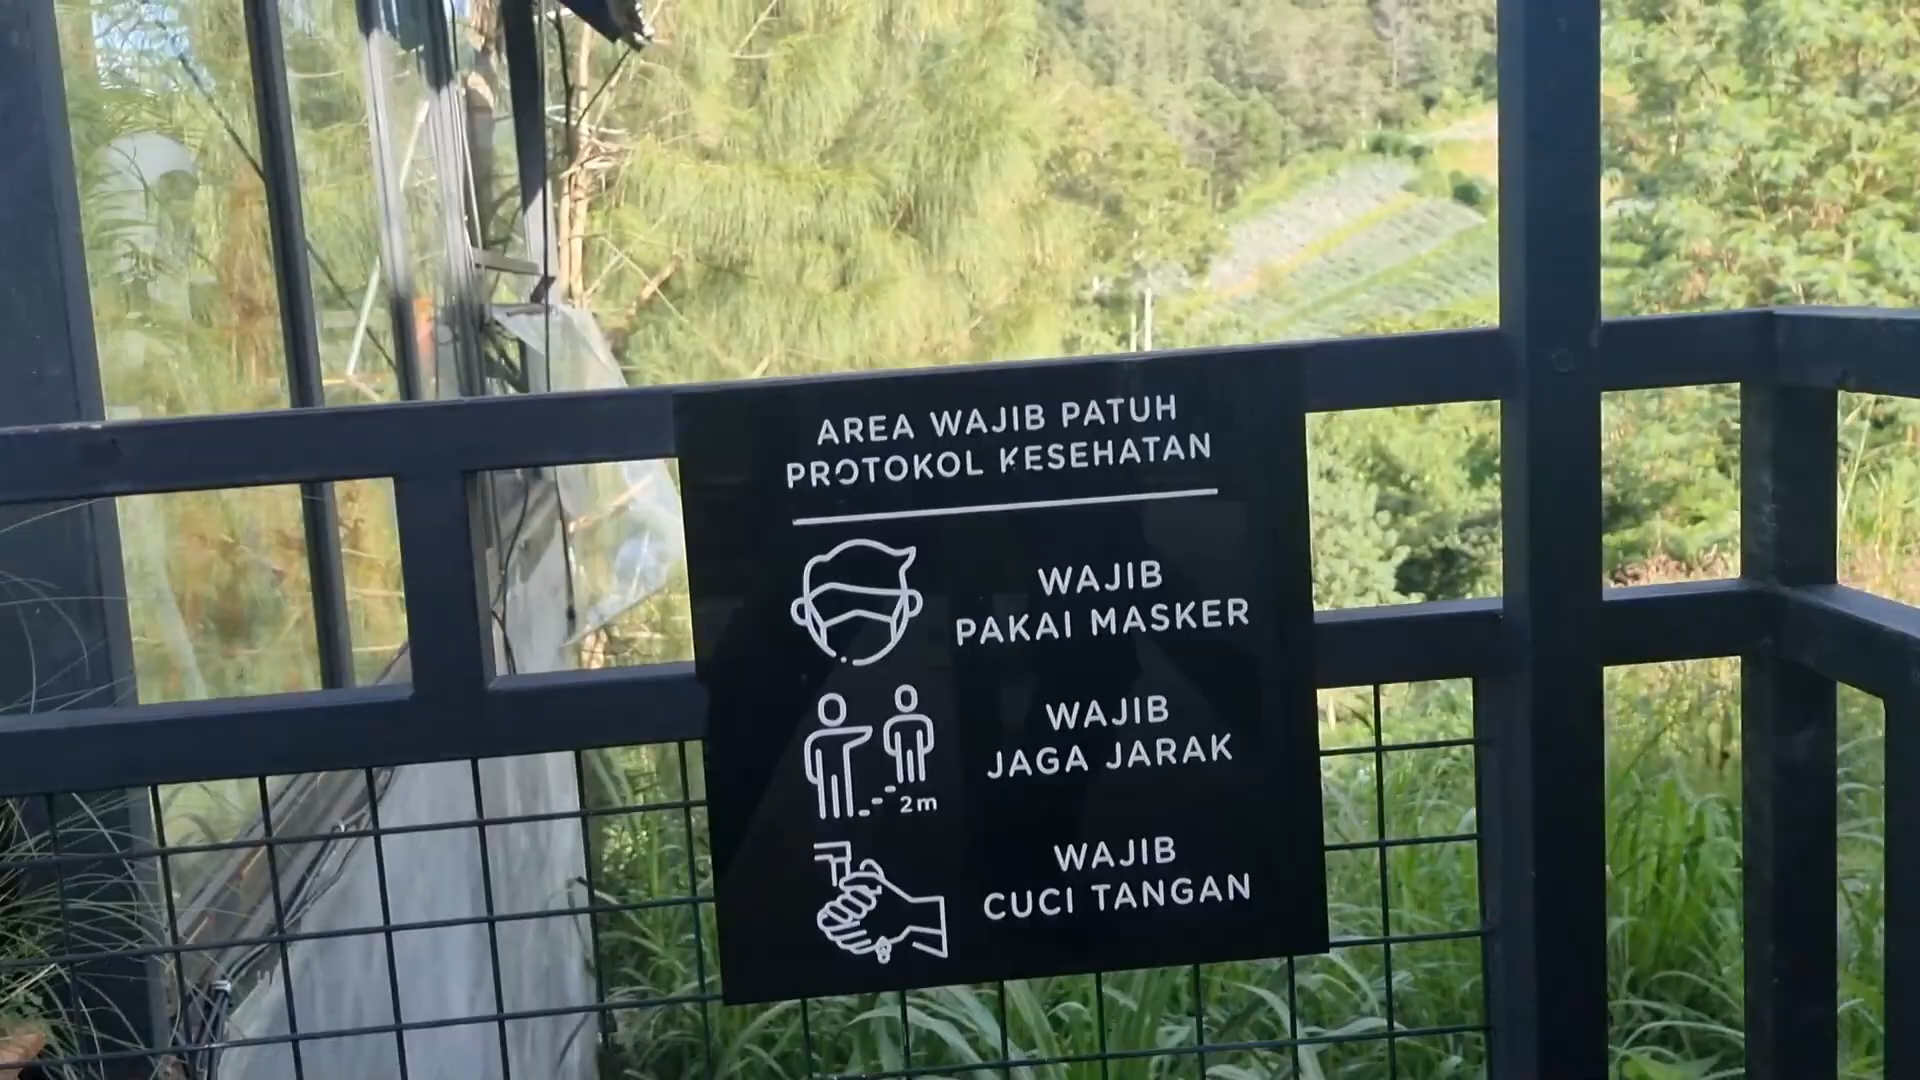 AREA WAJIB PATUH
PROTOKOL KESEHATAN
WAJIB
PAKAI MASKER
WAJIB
JAGA JARAK
2m
WAJIB
CUCI TANGAN